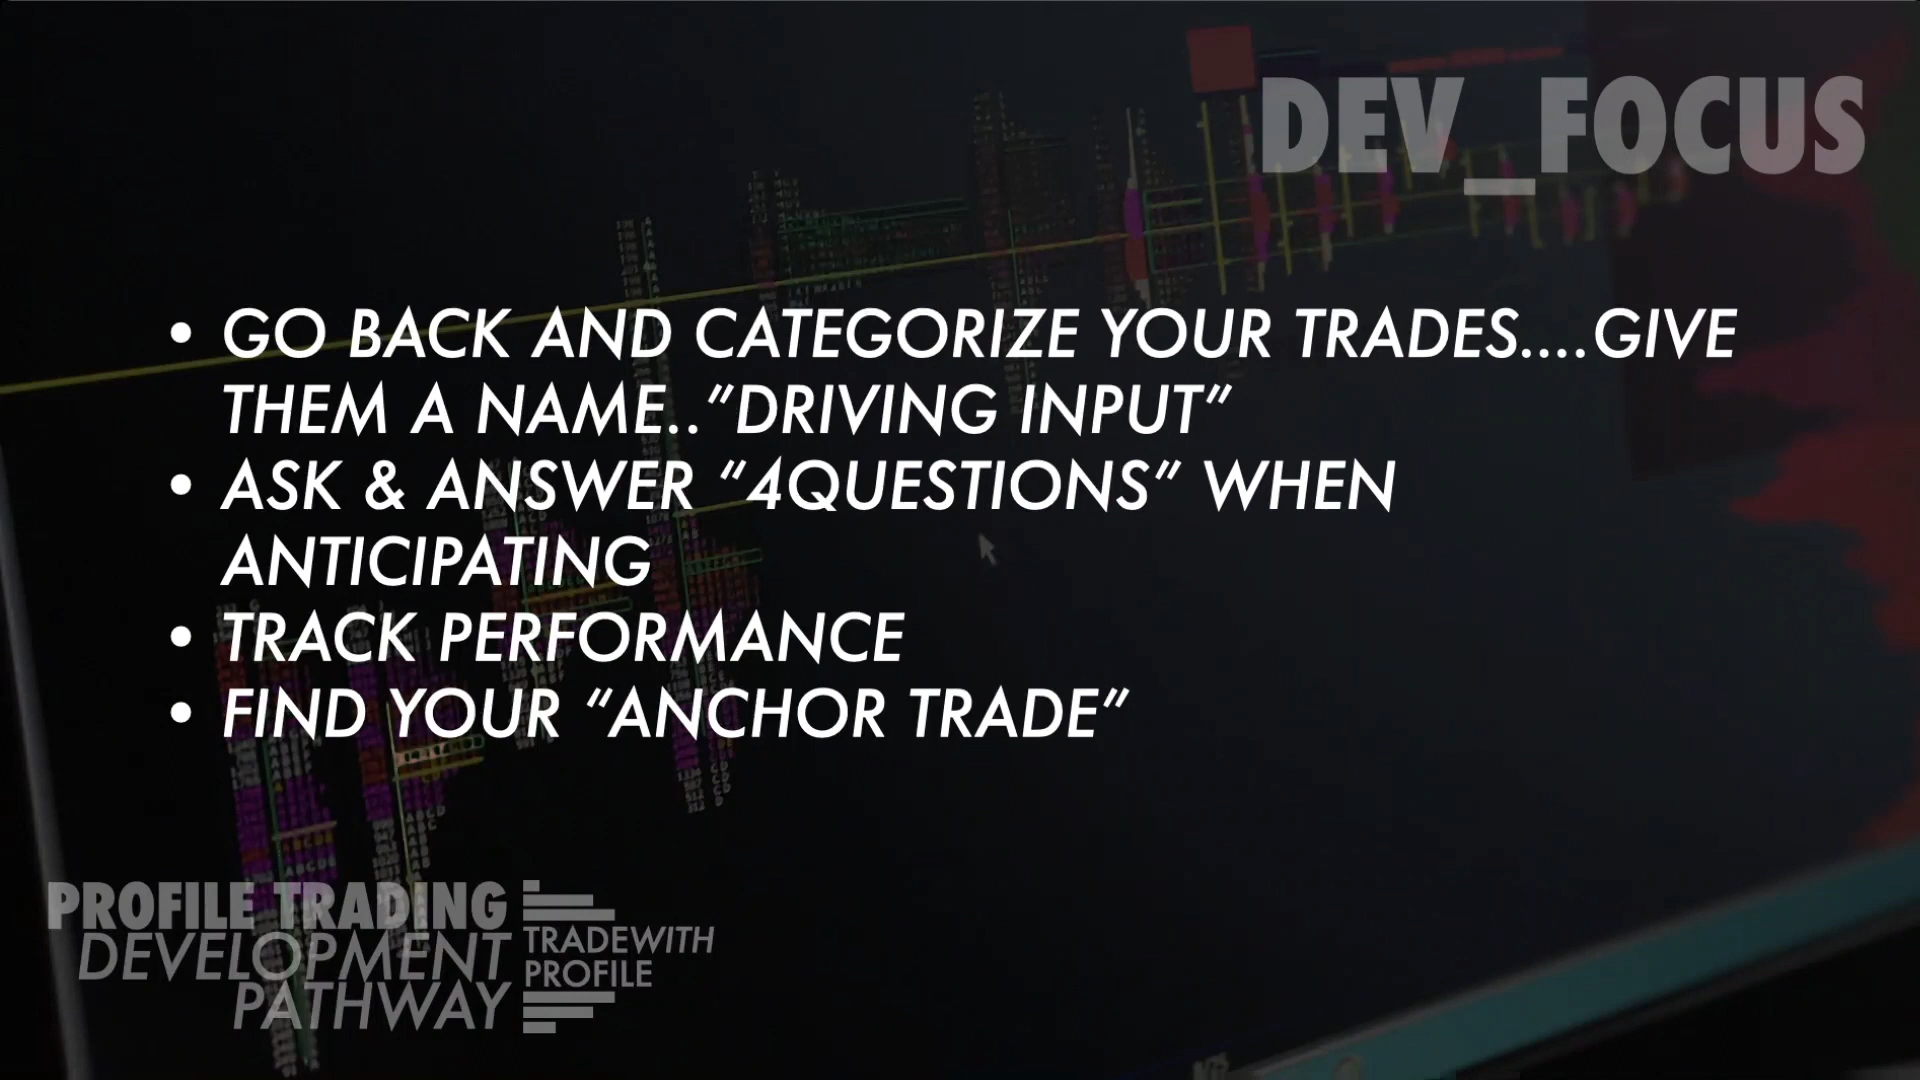 DEV_FOCUS
• GO BACK AND CATEGORIZE YOUR TRADES....GIVE
THEM A NAME.."DRIVING INPUT"
• ASK & ANSWER “4QUESTIONS” WHEN
ANTICIPATING
• TRACK PERFORMANCE
• FIND YOUR “ANCHOR TRADE”
PROFILE TRADING
DEVELOPMENT
PATHWAY
TRADEWITH
PROFILE